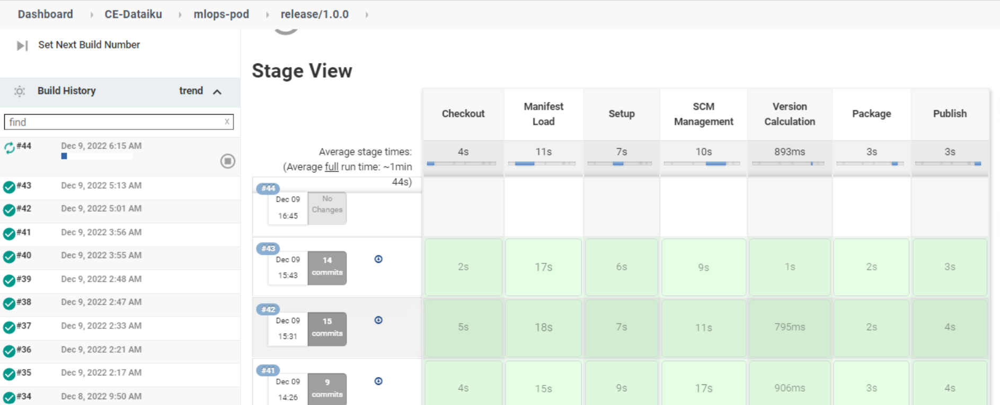 Dashboard CE-Dataiku mlops-pod release/1.0.0
Set Next Build Number
Build History trend
find x
#44 Dec 9, 2022 6:15 AM
#43 Dec 9, 2022 5:13 AM
#42 Dec 9, 2022 5:01 AM
#41 Dec 9, 2022 3:56 AM
#40 Dec 9, 2022 3:55 AM
#39 Dec 9, 2022 2:48 AM
#38 Dec 9, 2022 2:47 AM
#37 Dec 9, 2022 2:33 AM
#36 Dec 9, 2022 2:21 AM
#35 Dec 9, 2022 2:17 AM
#34 Dec 8, 2022 9:50 AM
Stage View
Checkout
Manifest
Load
Setup
SCM
Management
Version
Calculation
Package
Publish
Average stage times:
(Average full run time: ~1min
44s)
4s 11s 7s 10s 893ms 3s 3s
#44
Dec 09
16:45
No
Changes
#43
Dec 09
15:43
14
commits
2s 17s 6s 9s 1s 2s 3s
#42
Dec 09
15:31
15
commits
5s 18s 7s 11s 795ms 2s 4s
#41
Dec 09
14:26
9
commits
4s 15s 9s 17s 906ms 3s 4s